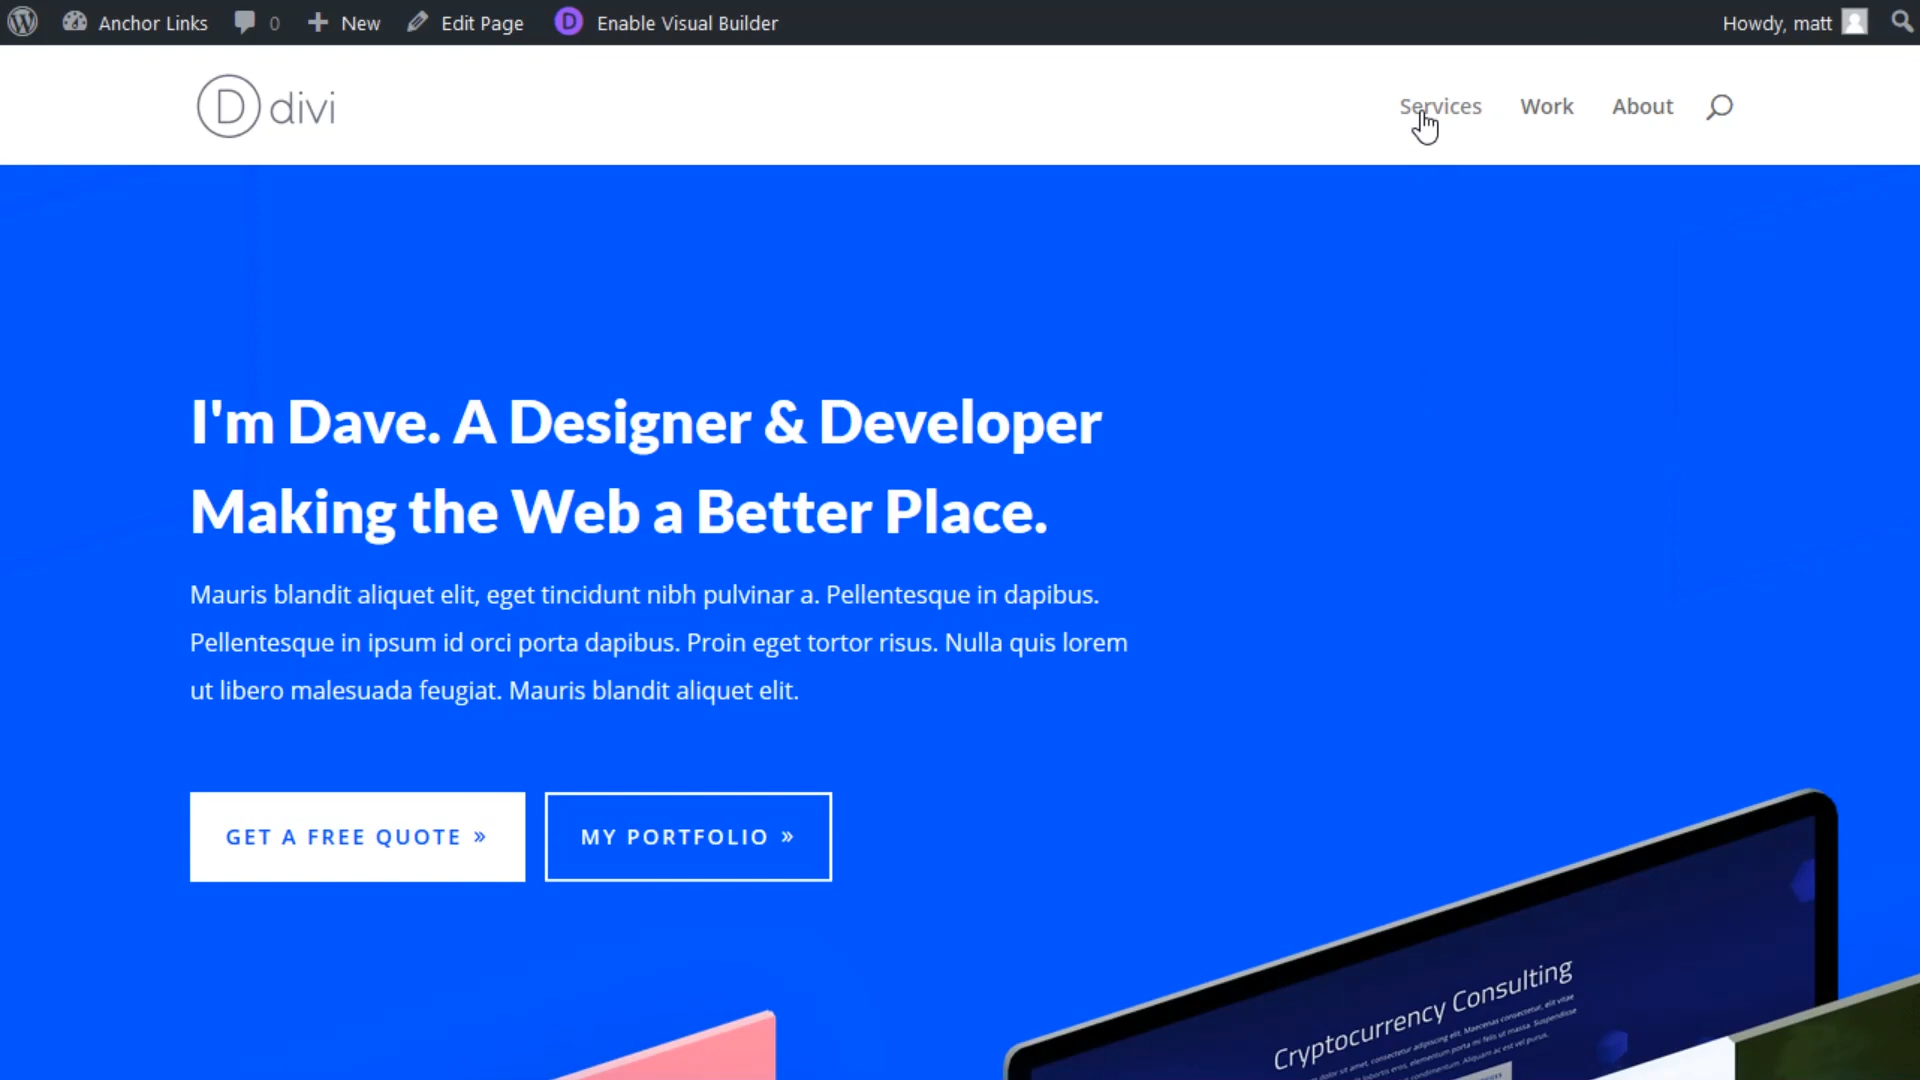 Anchor Links 0 New Edit Page D Enable Visual Builder Howdy, matt
D divi
Services Work About
I'm Dave. A Designer & Developer
Making the Web a Better Place.
Mauris blandit aliquet elit, eget tincidunt nibh pulvinar a. Pellentesque in dapibus.
Pellentesque in ipsum id orci porta dapibus. Proin eget tortor risus. Nulla quis lorem
ut libero malesuada feugiat. Mauris blandit aliquet elit.
GET A FREE QUOTE »
MY PORTFOLIO »
Cryptocurrency Consulting